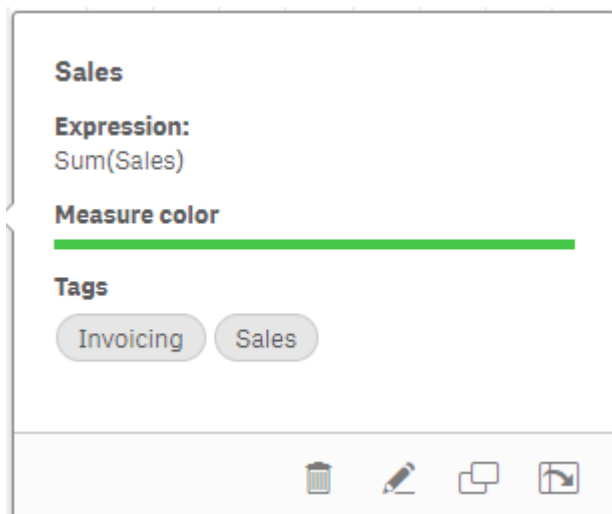 Sales
Expression:
Sum(Sales)
Measure color
Tags
Invoicing Sales